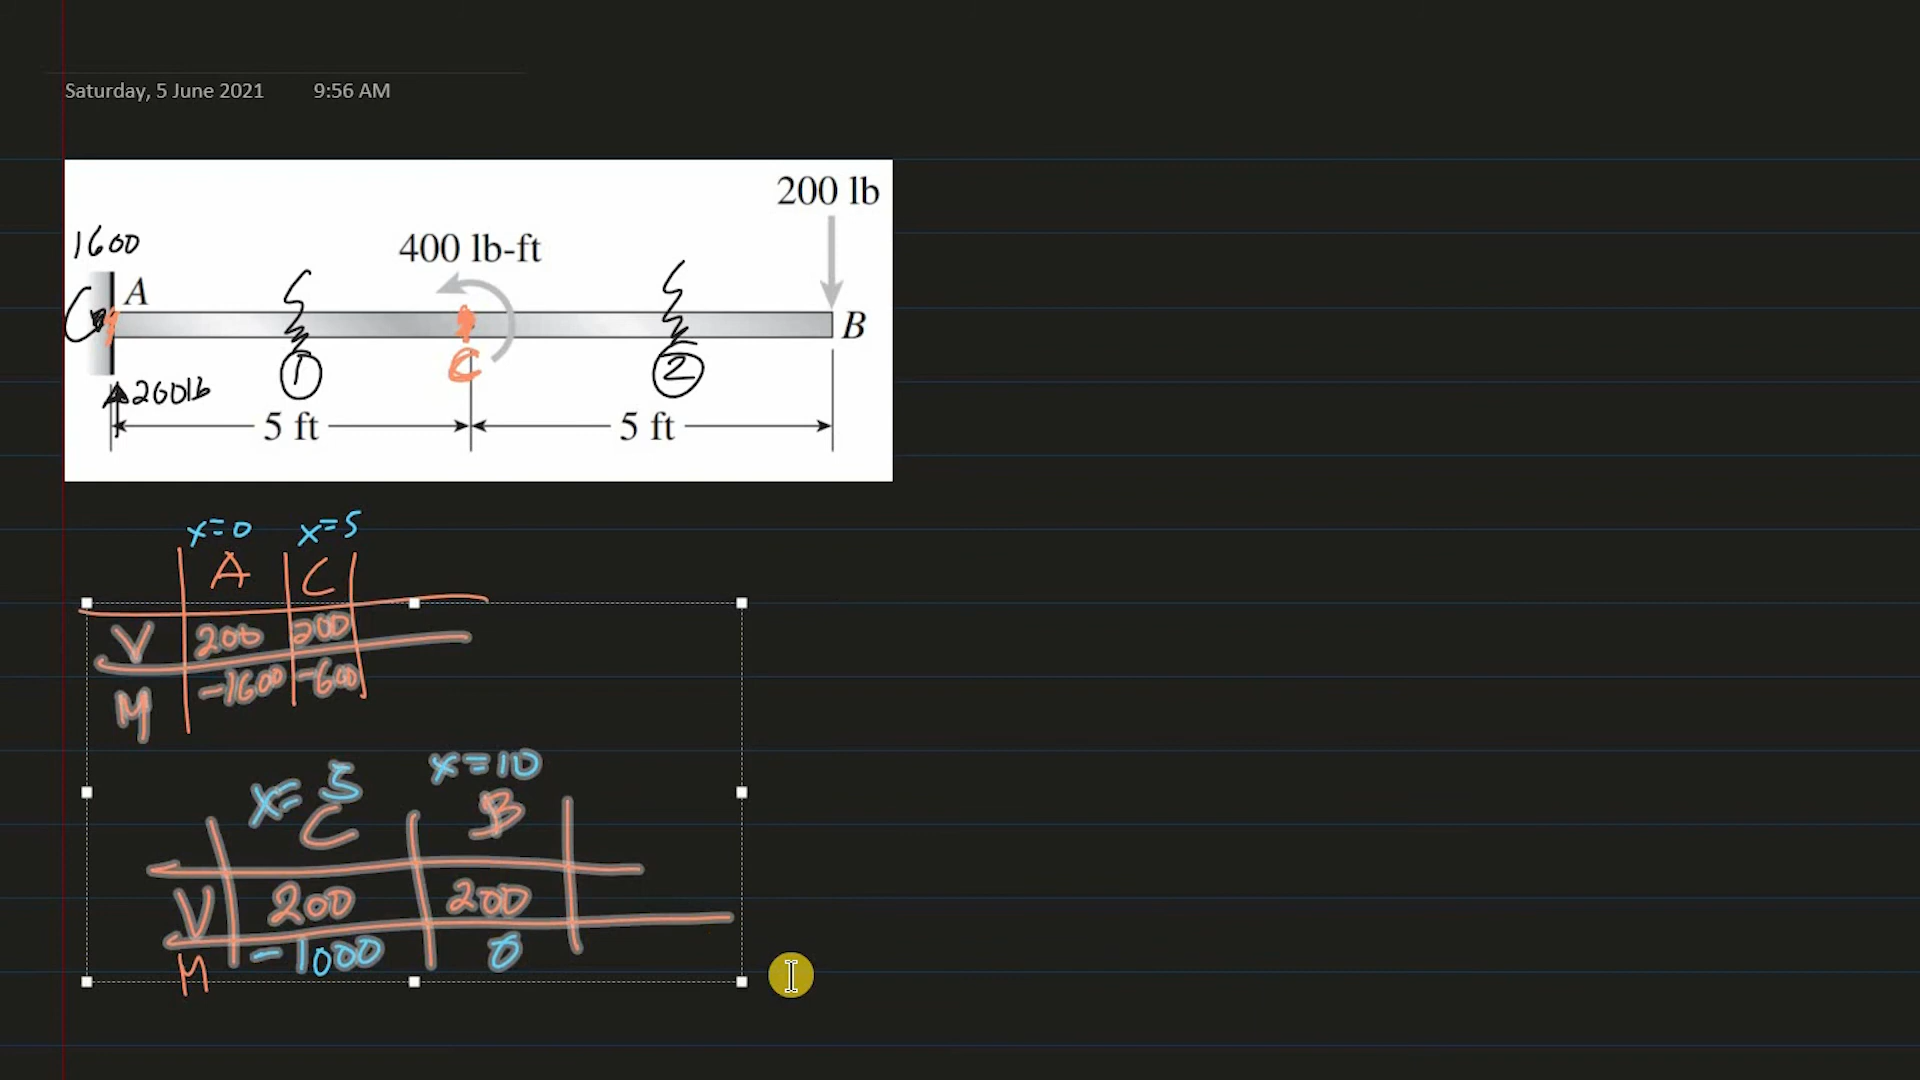 Saturday, 5 June 2021 9:56 AM
200 lb
1600
400 lb-ft
A
B
C
1
2
200lb
5 ft 5 ft
x=0 x=5
A C
V 200 200
M -1600 -600
x=5 x=10
C B
V 200 200
M -1000 0